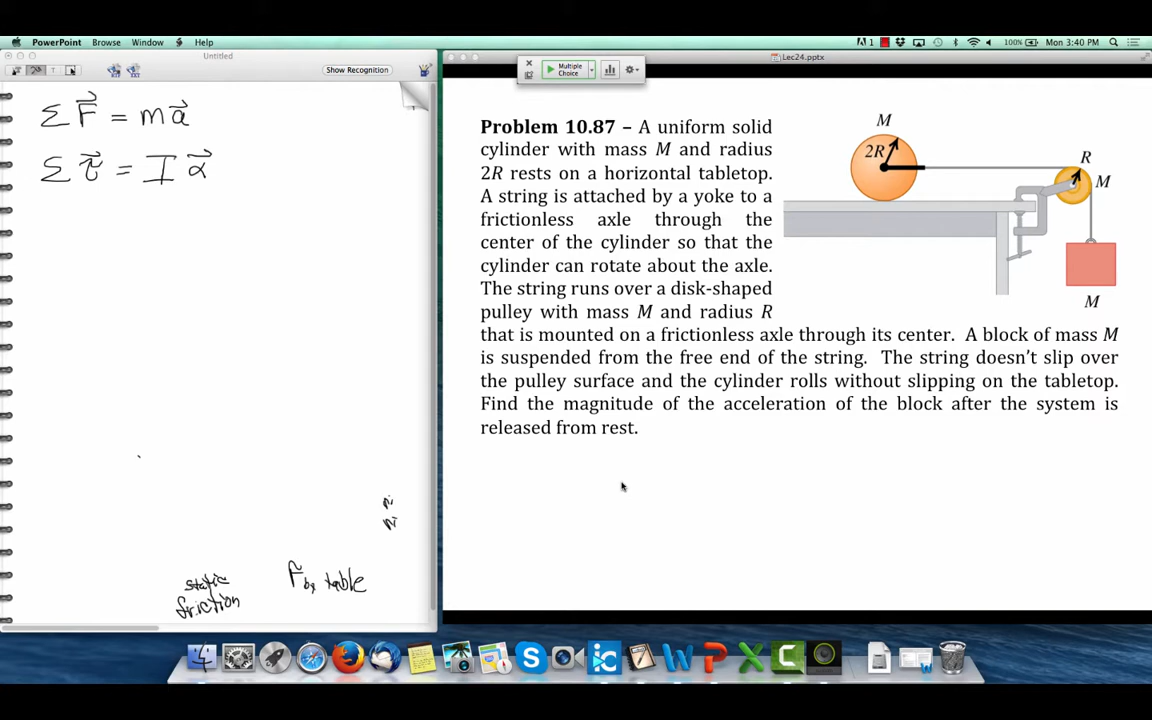 PowerPoint Browse Window Help
100% Mon 3:40 PM
Untitled
Lec24.pptx
Show Recognition
Multiple
Choice
ΣF⃗ = ma⃗
Στ⃗ = Iα⃗
static
friction
F by table
Problem 10.87 – A uniform solid
cylinder with mass M and radius
2R rests on a horizontal tabletop.
A string is attached by a yoke to a
frictionless axle through the
center of the cylinder so that the
cylinder can rotate about the axle.
The string runs over a disk-shaped
pulley with mass M and radius R
that is mounted on a frictionless axle through its center. A block of mass M
is suspended from the free end of the string. The string doesn't slip over
the pulley surface and the cylinder rolls without slipping on the tabletop.
Find the magnitude of the acceleration of the block after the system is
released from rest.
M
2R
R
M
M